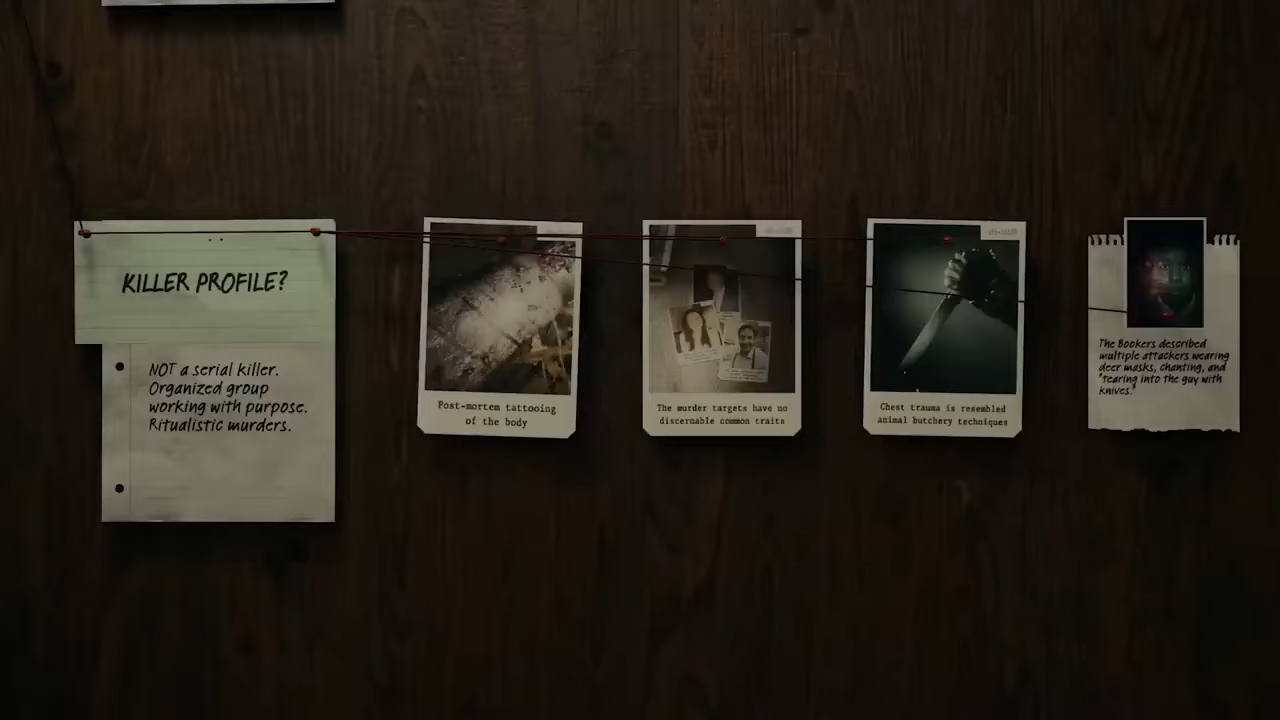 KILLER PROFILE?
NOT a serial killer.
Organized group
working with purpose.
Ritualistic murders.
Post-mortem tattooing
of the body
The murder targets have no
discernable common traits
Chest trauma is resembled
animal butchery techniques
The Bookers described
multiple attackers wearing
deer masks, chanting, and
"tearing into the guy with
knives."